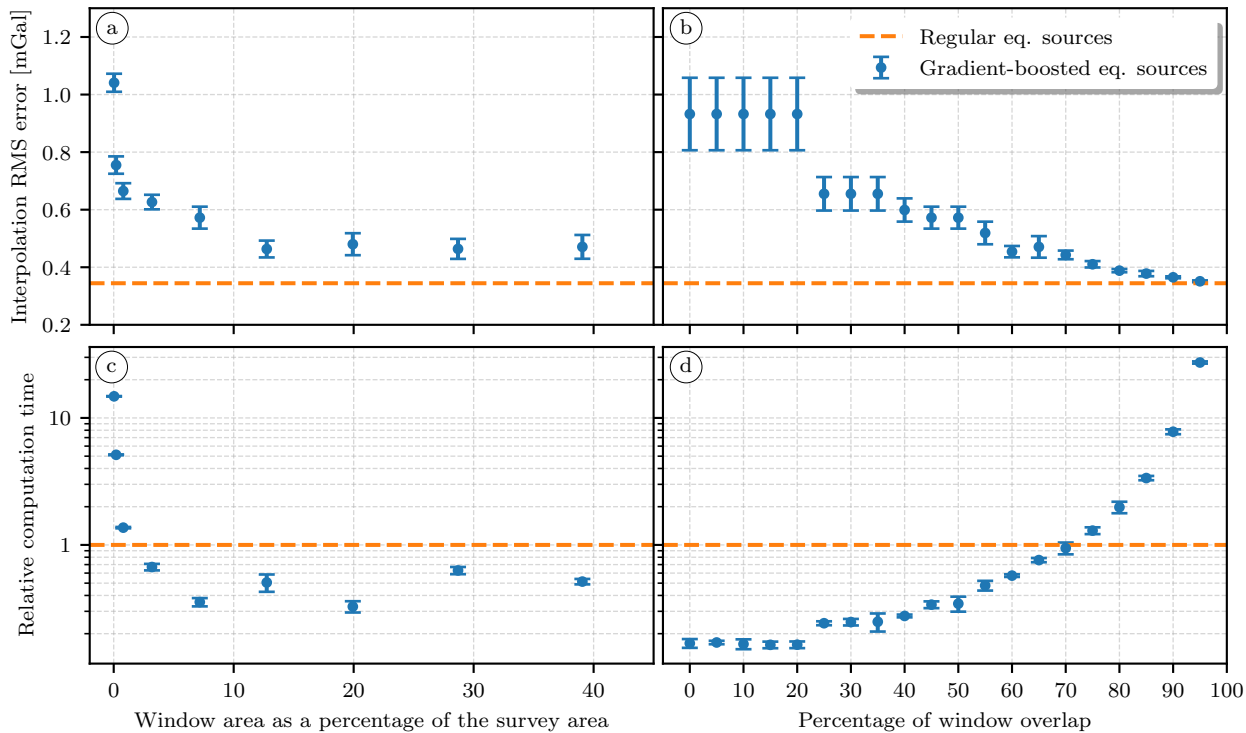 a
b
Regular eq. sources
Gradient-boosted eq. sources
Interpolation RMS error [mGal]
1.2
1.0
0.8
0.6
0.4
0.2
c
d
Relative computation time
10
1
0 10 20 30 40
0 10 20 30 40 50 60 70 80 90 100
Window area as a percentage of the survey area
Percentage of window overlap